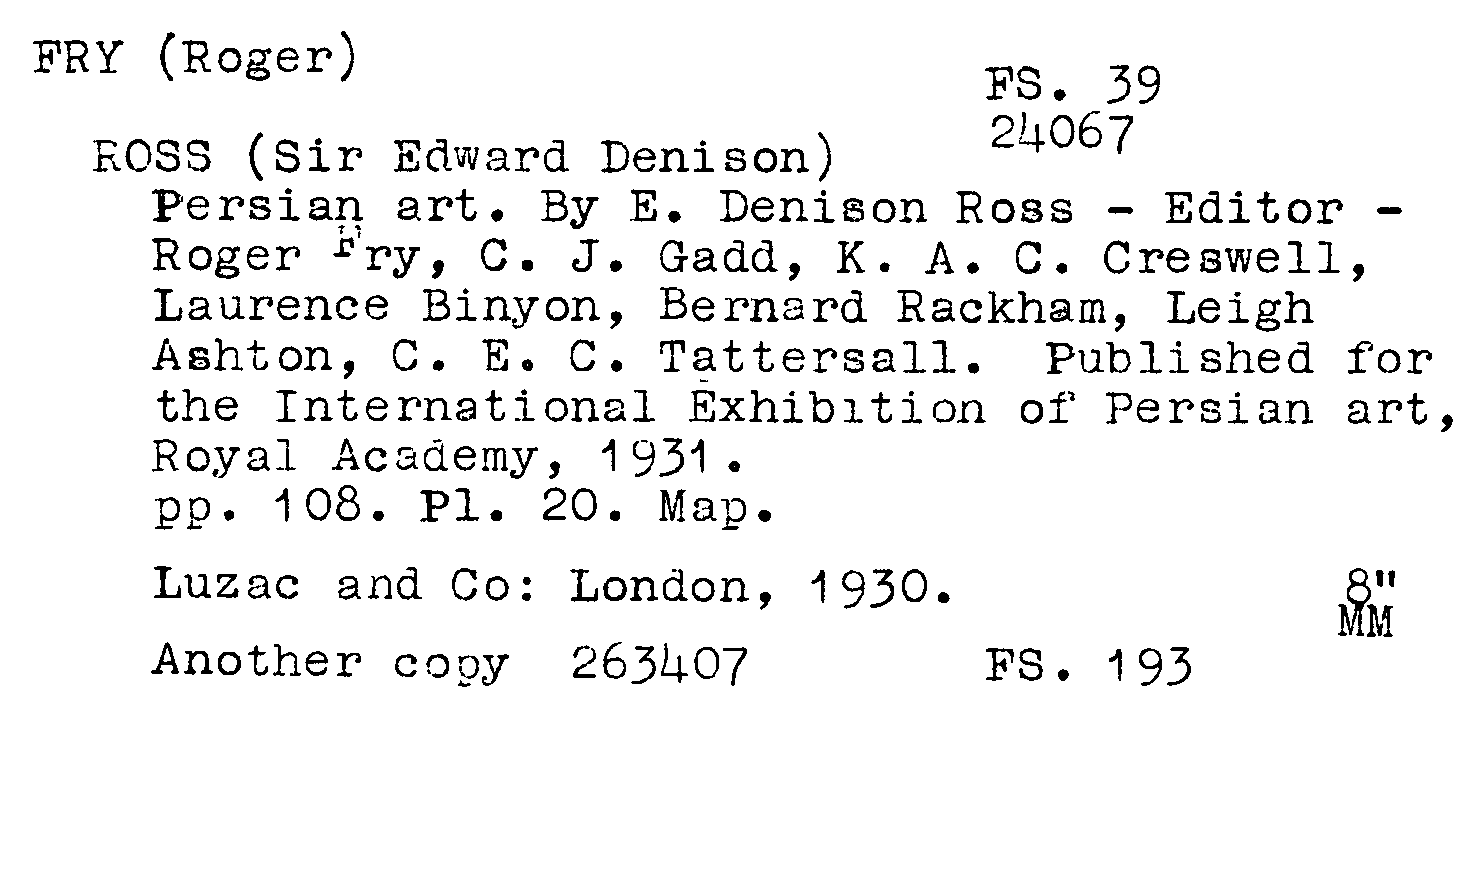 FRY (Roger)
FS. 39
24067
ROSS (Sir Edward Denison)
Persian art. By E. Denison Ross - Editor -
Roger Fry, C. J. Gadd, K. A. C. Creswell,
Laurence Binyon, Bernard Rackham, Leigh
Ashton, C. E. C. Tattersall. Published for
the International Exhibition of Persian art,
Royal Academy, 1931.
pp. 108. Pl. 20. Map.
Luzac and Co: London, 1930.
8"
MM
Another copy 263407 FS. 193